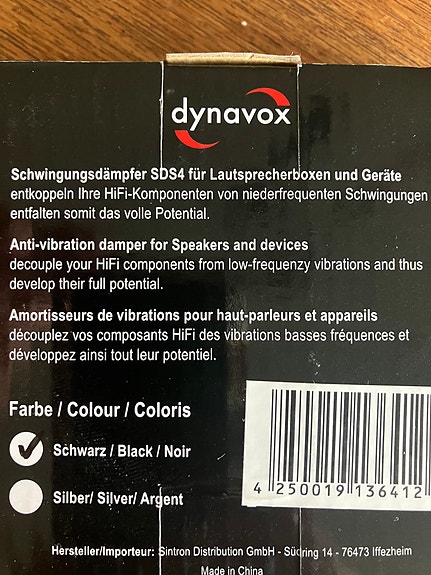 dynavox
Schwingungsdämpfer SDS4 für Lautsprecherboxen und Geräte
entkoppeln Ihre HiFi-Komponenten von niederfrequenten Schwingungen
entfalten somit das volle Potential.
Anti-vibration damper for Speakers and devices
decouple your HiFi components from low-frequenzy vibrations and thus
develop their full potential.
Amortisseurs de vibrations pour haut-parleurs et appareils
découplez vos composants HiFi des vibrations basses fréquences et
développez ainsi tout leur potentiel.
Farbe / Colour / Coloris
Schwarz / Black / Noir
Silber/ Silver/ Argent
4 250019 136412
Hersteller/Importeur: Sintron Distribution GmbH - Südring 14 - 76473 Iffezheim
Made in China